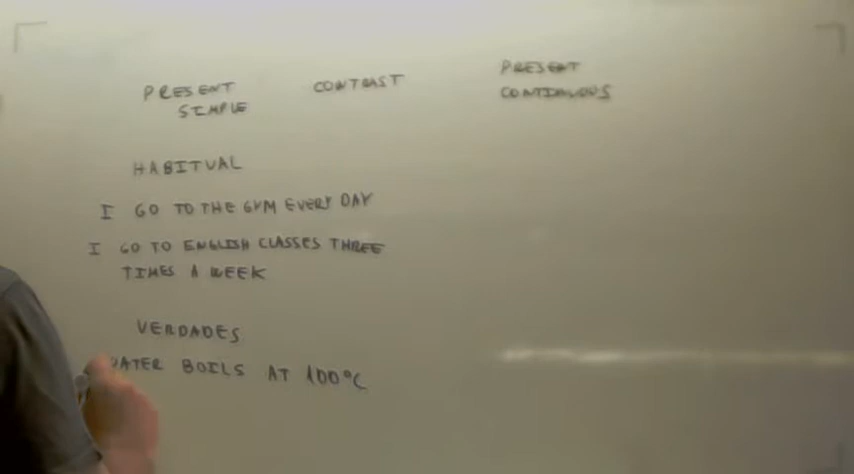 PRESENT
SIMPLE
CONTRAST
PRESENT
CONTINUOUS
HABITUAL
I GO TO THE GYM EVERY DAY
I GO TO ENGLISH CLASSES THREE
TIMES A WEEK
VERDADES
WATER BOILS AT 100°C